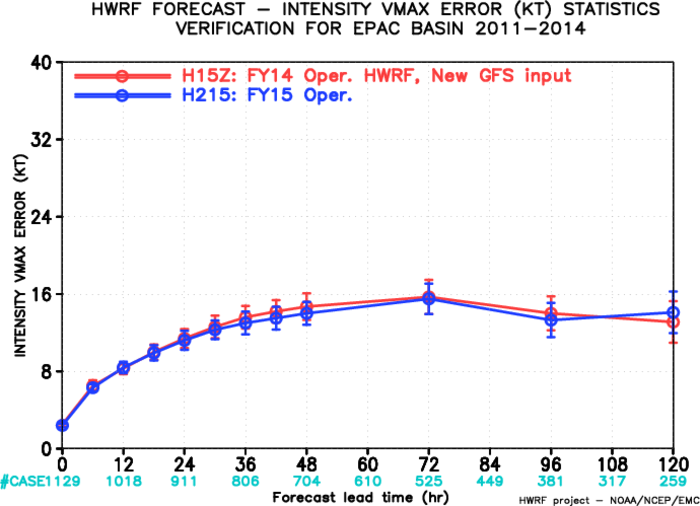 HWRF FORECAST – INTENSITY VMAX ERROR (KT) STATISTICS
VERIFICATION FOR EPAC BASIN 2011–2014
H15Z: FY14 Oper. HWRF, New GFS input
H215: FY15 Oper.
INTENSITY VMAX ERROR (KT)
40
32
24
16
8
0
0 12 24 36 48 60 72 84 96 108 120
#CASE1129 1018 911 806 704 610 525 449 381 317 259
Forecast lead time (hr)
HWRF project – NOAA/NCEP/EMC